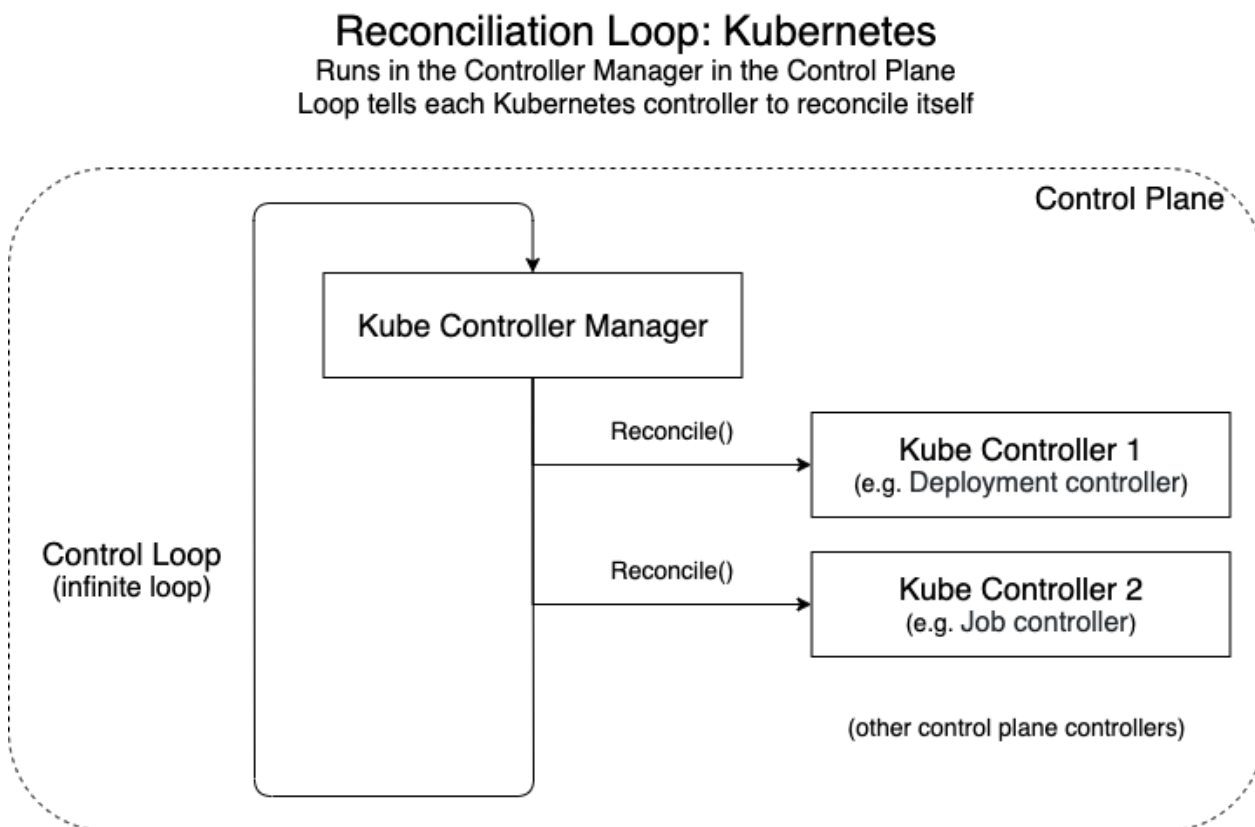 Reconciliation Loop: Kubernetes
Runs in the Controller Manager in the Control Plane
Loop tells each Kubernetes controller to reconcile itself
Control Plane
Kube Controller Manager
Reconcile()
Kube Controller 1
(e.g. Deployment controller)
Control Loop
(infinite loop)
Reconcile()
Kube Controller 2
(e.g. Job controller)
(other control plane controllers)